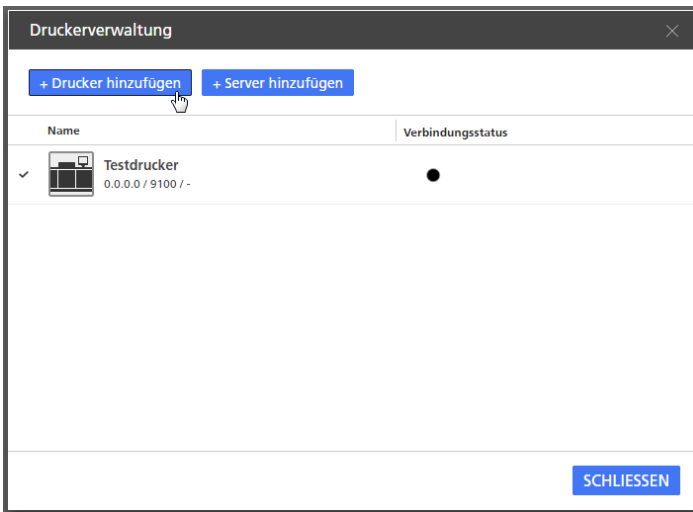 Druckerverwaltung
+ Drucker hinzufügen + Server hinzufügen
Name Verbindungsstatus
Testdrucker
0.0.0.0 / 9100 / -
SCHLIESSEN